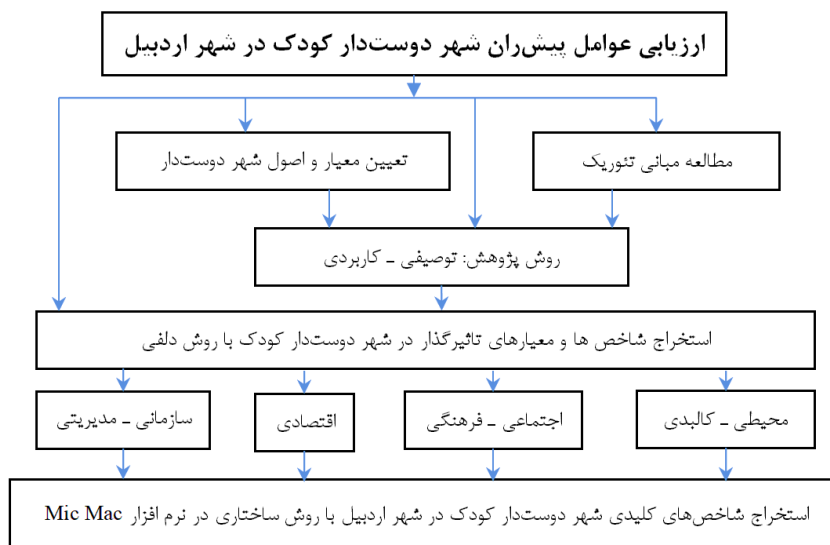 ارزیابی عوامل پیش‌ران شهر دوست‌دار کودک در شهر اردبیل
مطالعه مبانی تئوریک
تعیین معیار و اصول شهر دوست‌دار
روش پژوهش: توصیفی ـ کاربردی
استخراج شاخص ها و معیارهای تاثیرگذار در شهر دوست‌دار کودک با روش دلفی
محیطی ـ کالبدی
اجتماعی ـ فرهنگی
اقتصادی
سازمانی ـ مدیریتی
استخراج شاخص‌های کلیدی شهر دوست‌دار کودک در شهر اردبیل با روش ساختاری در نرم افزار Mic Mac